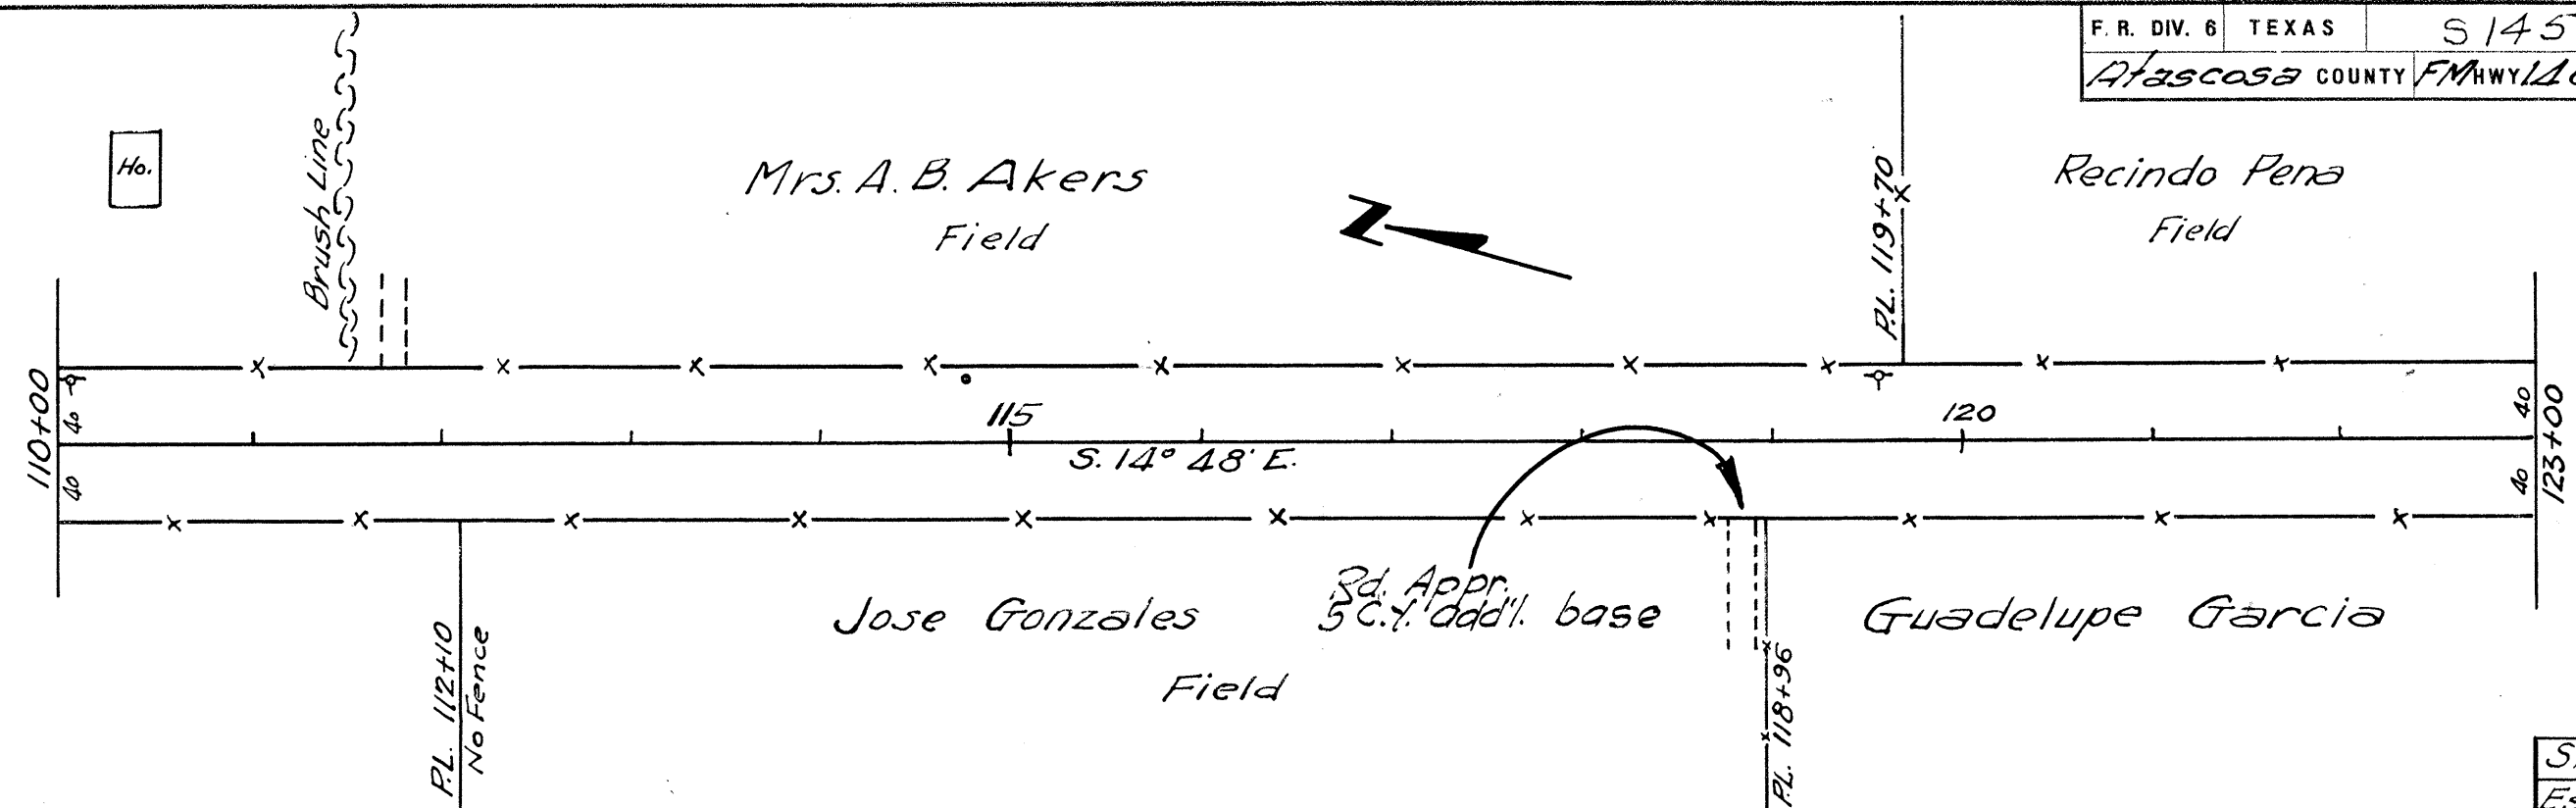 F. R. DIV. 6 TEXAS S 145
Atascosa COUNTY FM HWY
Ho.
Brush Line
Mrs. A. B. Akers
Field
N
P.L. 119+70
Recindo Pena
Field
110+00
40
40
115
S. 14° 48' E.
120
40
40
123+00
P.L. 112+10
No Fence
Jose Gonzales
Field
Rd. Appr.
5 C.Y. add'l. base
P.L. 118+96
Guadelupe Garcia